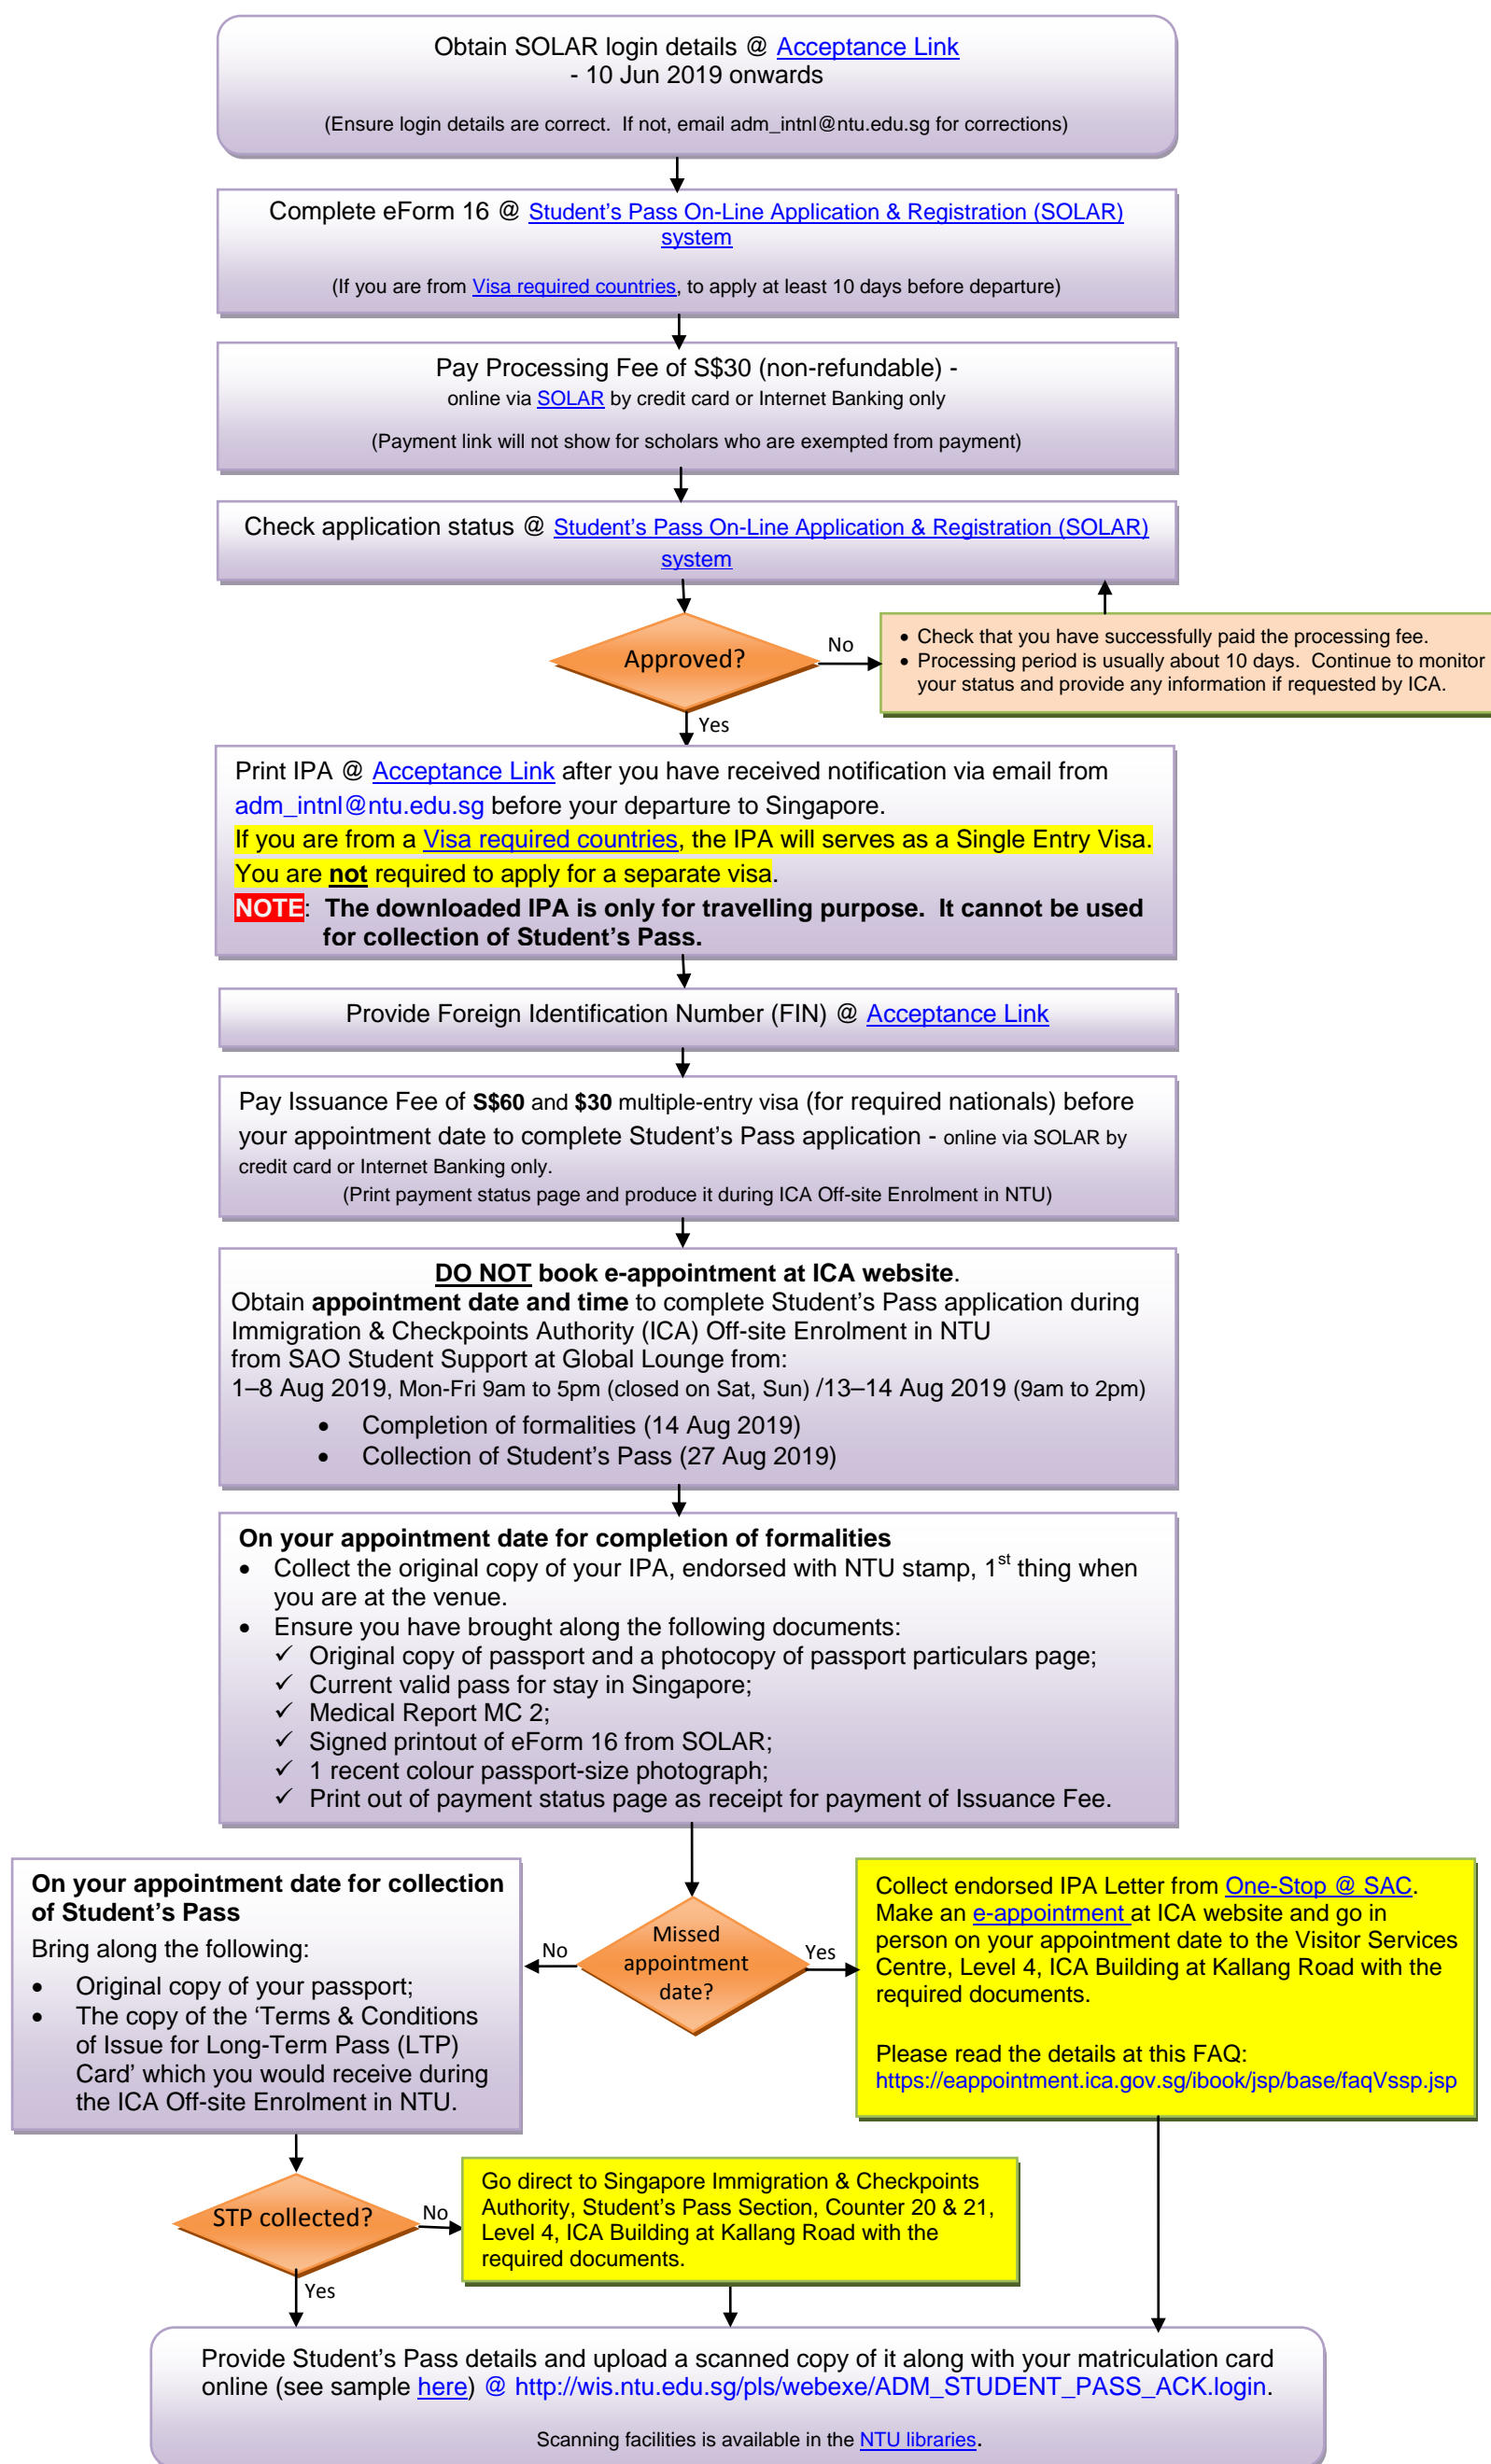 Obtain SOLAR login details @ Acceptance Link
- 10 Jun 2019 onwards
(Ensure login details are correct.  If not, email adm_intnl@ntu.edu.sg for corrections)
Complete eForm 16 @ Student’s Pass On-Line Application & Registration (SOLAR)
system
(If you are from Visa required countries, to apply at least 10 days before departure)
Pay Processing Fee of S$30 (non-refundable) -
online via SOLAR by credit card or Internet Banking only
(Payment link will not show for scholars who are exempted from payment)
Check application status @ Student’s Pass On-Line Application & Registration (SOLAR)
system
Approved?
No
• Check that you have successfully paid the processing fee.
• Processing period is usually about 10 days.  Continue to monitor
your status and provide any information if requested by ICA.
Yes
Print IPA @ Acceptance Link after you have received notification via email from
adm_intnl@ntu.edu.sg before your departure to Singapore.
If you are from a Visa required countries, the IPA will serves as a Single Entry Visa.
You are not required to apply for a separate visa.
NOTE:  The downloaded IPA is only for travelling purpose.  It cannot be used
for collection of Student’s Pass.
Provide Foreign Identification Number (FIN) @ Acceptance Link
Pay Issuance Fee of S$60 and $30 multiple-entry visa (for required nationals) before
your appointment date to complete Student’s Pass application - online via SOLAR by
credit card or Internet Banking only.
(Print payment status page and produce it during ICA Off-site Enrolment in NTU)
DO NOT book e-appointment at ICA website.
Obtain appointment date and time to complete Student’s Pass application during
Immigration & Checkpoints Authority (ICA) Off-site Enrolment in NTU
from SAO Student Support at Global Lounge from:
1–8 Aug 2019, Mon-Fri 9am to 5pm (closed on Sat, Sun) /13–14 Aug 2019 (9am to 2pm)
• Completion of formalities (14 Aug 2019)
• Collection of Student’s Pass (27 Aug 2019)
On your appointment date for completion of formalities
• Collect the original copy of your IPA, endorsed with NTU stamp, 1st thing when
you are at the venue.
• Ensure you have brought along the following documents:
✓ Original copy of passport and a photocopy of passport particulars page;
✓ Current valid pass for stay in Singapore;
✓ Medical Report MC 2;
✓ Signed printout of eForm 16 from SOLAR;
✓ 1 recent colour passport-size photograph;
✓ Print out of payment status page as receipt for payment of Issuance Fee.
Missed
appointment
date?
No
Yes
On your appointment date for collection
of Student’s Pass
Bring along the following:
• Original copy of your passport;
• The copy of the ‘Terms & Conditions
of Issue for Long-Term Pass (LTP)
Card’ which you would receive during
the ICA Off-site Enrolment in NTU.
Collect endorsed IPA Letter from One-Stop @ SAC.
Make an e-appointment at ICA website and go in
person on your appointment date to the Visitor Services
Centre, Level 4, ICA Building at Kallang Road with the
required documents.
Please read the details at this FAQ:
https://eappointment.ica.gov.sg/ibook/jsp/base/faqVssp.jsp
STP collected?
No
Go direct to Singapore Immigration & Checkpoints
Authority, Student’s Pass Section, Counter 20 & 21,
Level 4, ICA Building at Kallang Road with the
required documents.
Yes
Provide Student’s Pass details and upload a scanned copy of it along with your matriculation card
online (see sample here) @ http://wis.ntu.edu.sg/pls/webexe/ADM_STUDENT_PASS_ACK.login.
Scanning facilities is available in the NTU libraries.